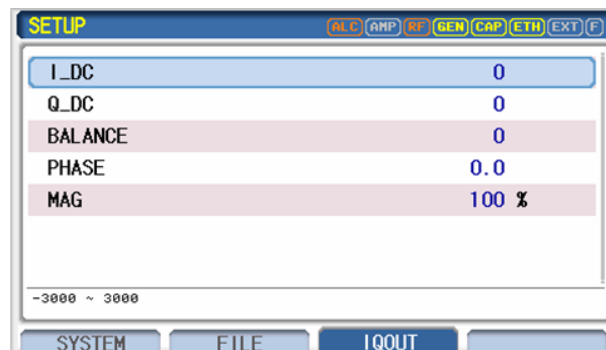 SETUP ALC AMP RF GEN CAP ETH EXT F
I_DC 0
Q_DC 0
BALANCE 0
PHASE 0.0
MAG 100 %
-3000 ~ 3000
SYSTEM FILE IQOUT